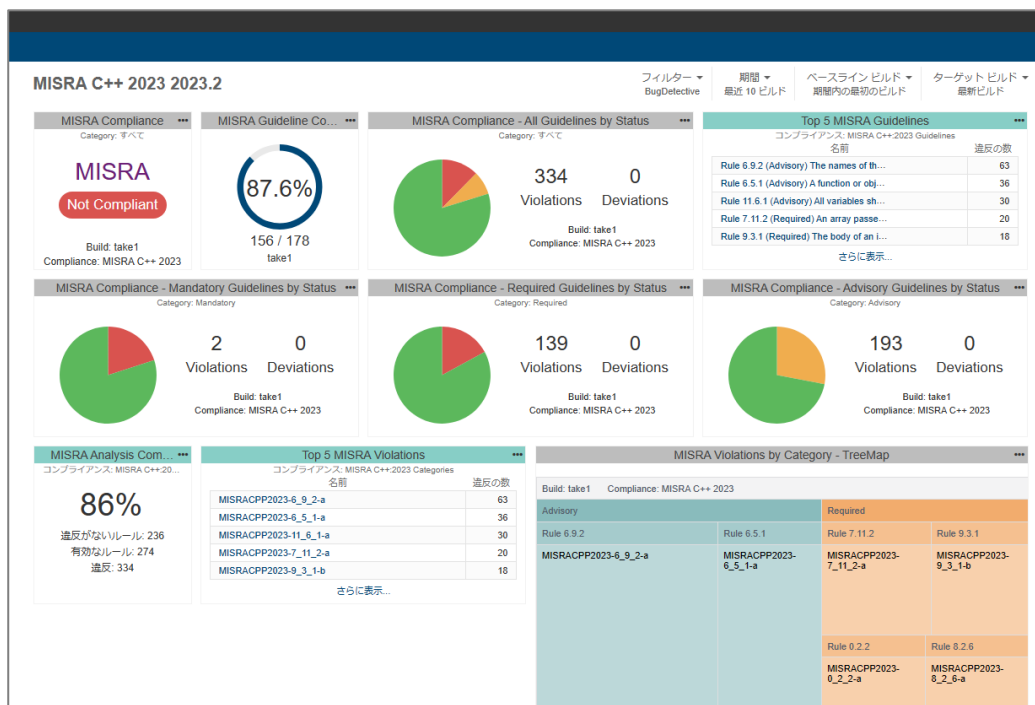 MISRA C++ 2023 2023.2
フィルター
BugDetective
期間
最近 10 ビルド
ベースライン ビルド
期間内の最初のビルド
ターゲット ビルド
最新ビルド
MISRA Compliance
Category: すべて
MISRA
Not Compliant
Build: take1
Compliance: MISRA C++ 2023
MISRA Guideline Co...
87.6%
156 / 178
take1
MISRA Compliance - All Guidelines by Status
Category: すべて
334 0
Violations Deviations
Build: take1
Compliance: MISRA C++ 2023
Top 5 MISRA Guidelines
コンプライアンス: MISRA C++:2023 Guidelines
名前 違反の数
Rule 6.9.2 (Advisory) The names of th... 63
Rule 6.5.1 (Advisory) A function or obj... 36
Rule 11.6.1 (Advisory) All variables sh... 30
Rule 7.11.2 (Required) An array passe... 20
Rule 9.3.1 (Required) The body of an i... 18
さらに表示...
MISRA Compliance - Mandatory Guidelines by Status
Category: Mandatory
2 0
Violations Deviations
Build: take1
Compliance: MISRA C++ 2023
MISRA Compliance - Required Guidelines by Status
Category: Required
139 0
Violations Deviations
Build: take1
Compliance: MISRA C++ 2023
MISRA Compliance - Advisory Guidelines by Status
Category: Advisory
193 0
Violations Deviations
Build: take1
Compliance: MISRA C++ 2023
MISRA Analysis Com...
コンプライアンス: MISRA C++:20...
86%
違反がないルール: 236
有効なルール: 274
違反: 334
Top 5 MISRA Violations
コンプライアンス: MISRA C++:2023 Categories
名前 違反の数
MISRACPP2023-6_9_2-a 63
MISRACPP2023-6_5_1-a 36
MISRACPP2023-11_6_1-a 30
MISRACPP2023-7_11_2-a 20
MISRACPP2023-9_3_1-b 18
さらに表示...
MISRA Violations by Category - TreeMap
Build: take1 Compliance: MISRA C++ 2023
Advisory
Required
Rule 6.9.2
Rule 6.5.1
Rule 7.11.2
Rule 9.3.1
MISRACPP2023-6_9_2-a
MISRACPP2023-
6_5_1-a
MISRACPP2023-
7_11_2-a
MISRACPP2023-
9_3_1-b
Rule 0.2.2
Rule 8.2.6
MISRACPP2023-
0_2_2-a
MISRACPP2023-
8_2_6-a